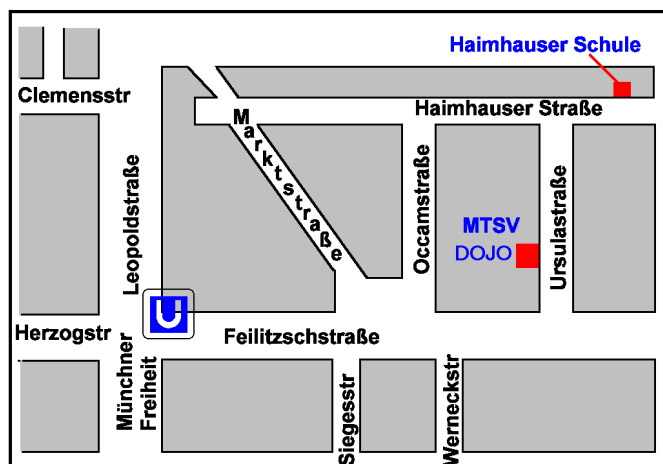 Haimhauser Schule
Clemensstr
Haimhauser Straße
Marktstraße
Leopoldstraße
Occamstraße
Ursulastraße
MTSV
DOJO
U
Herzogstr
Feilitzschstraße
Münchner
Freiheit
Siegesstr
Werneckstr